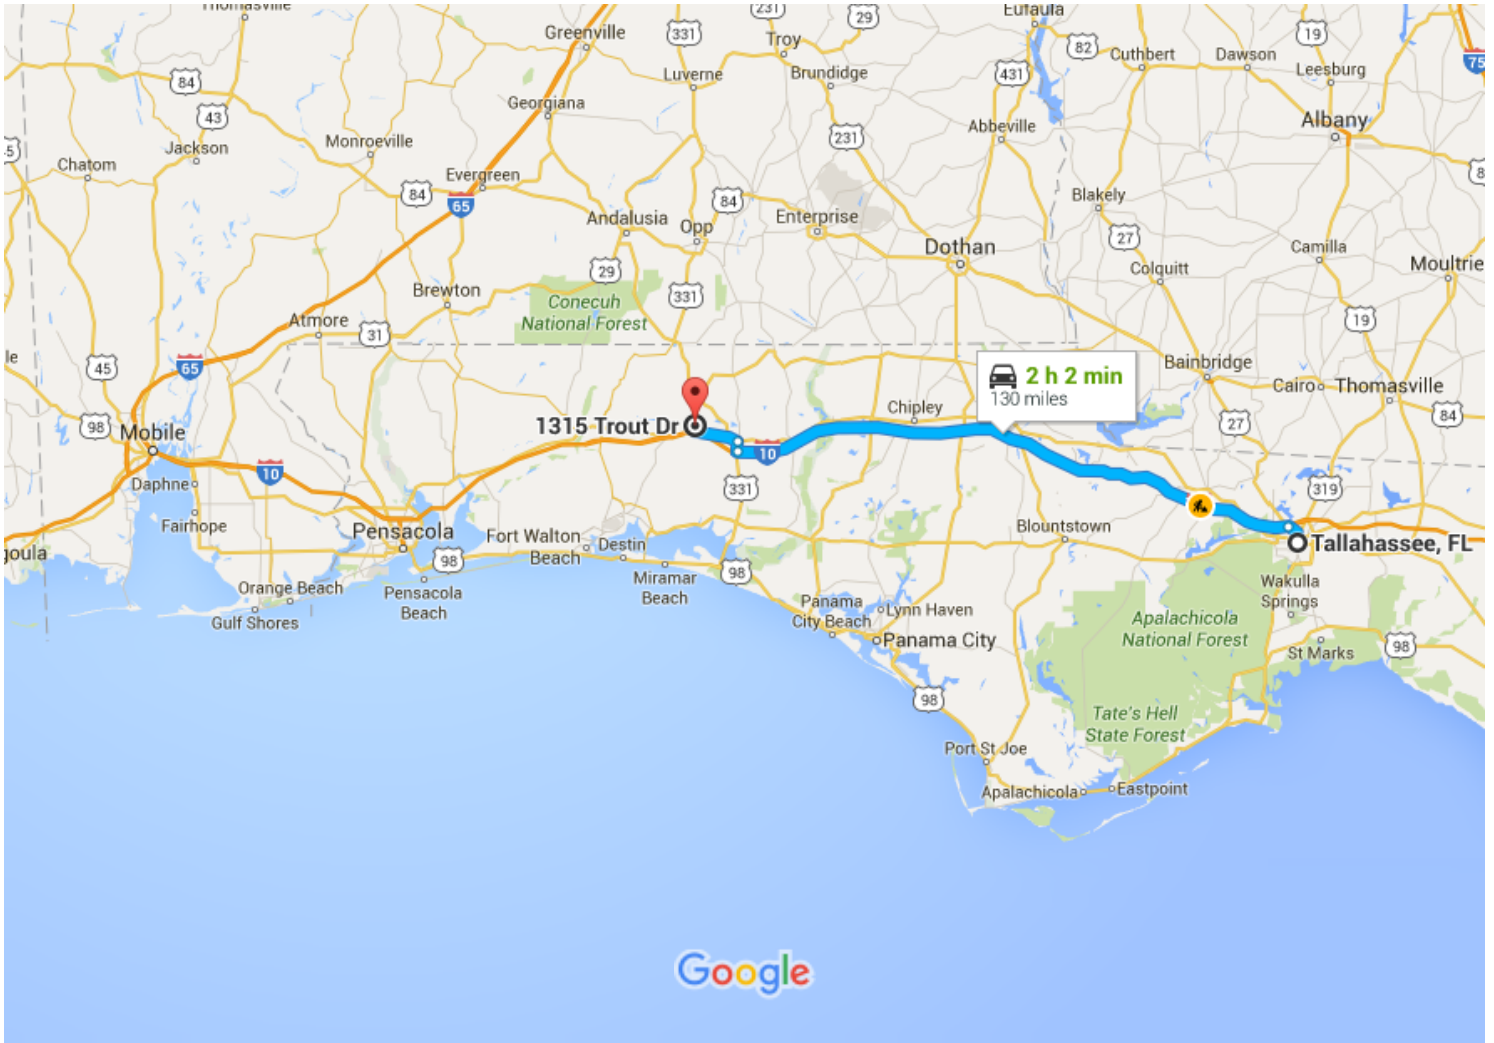 Thomasville
Greenville
331
231
Troy
29
Eufaula
82
Cuthbert
Dawson
19
Leesburg
75
84
Luverne
Brundidge
431
43
Georgiana
Albany
Jackson
Monroeville
231
Abbeville
Chatom
Evergreen
84
65
84
Blakely
Andalusia
Opp
Enterprise
27
Dothan
Camilla
Moultrie
29
Colquitt
Brewton
Conecuh
National Forest
331
Atmore
31
19
65
45
Bainbridge
2 h 2 min
130 miles
Cairo
Thomasville
98
Mobile
1315 Trout Dr
Chipley
84
27
10
10
Daphne
331
319
Fairhope
Pensacola
Fort Walton
Beach
Destin
Blountstown
Tallahassee, FL
goula
98
Miramar
Beach
98
Orange Beach
Pensacola
Beach
Gulf Shores
Panama
City Beach
Lynn Haven
Wakulla
Springs
Apalachicola
National Forest
Panama City
St Marks
98
98
Tate's Hell
State Forest
Port St Joe
Apalachicola
Eastpoint
Google